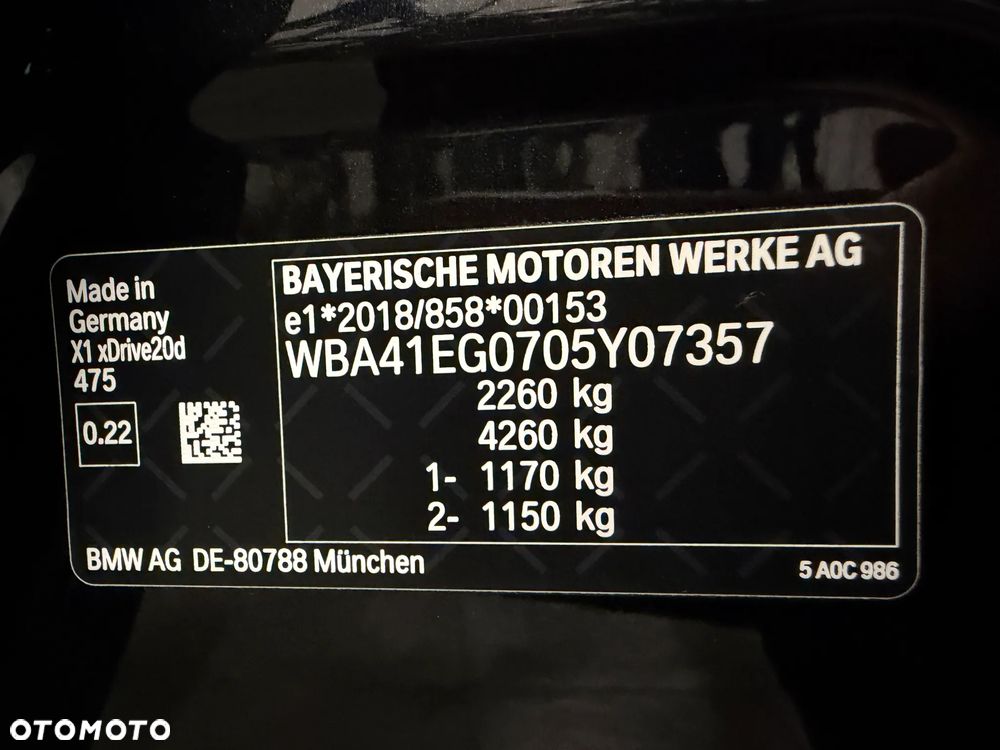 Made in
Germany
X1 xDrive20d
475
0.22
BAYERISCHE MOTOREN WERKE AG
e1*2018/858*00153
WBA41EG0705Y07357
2260 kg
4260 kg
1- 1170 kg
2- 1150 kg
BMW AG DE-80788 München
5 A0C 986
OTOMOTO